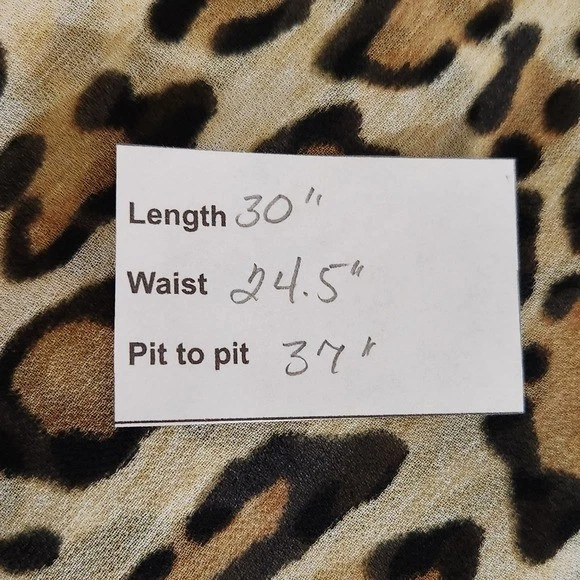 Length 30"
Waist 24.5"
Pit to pit 37"